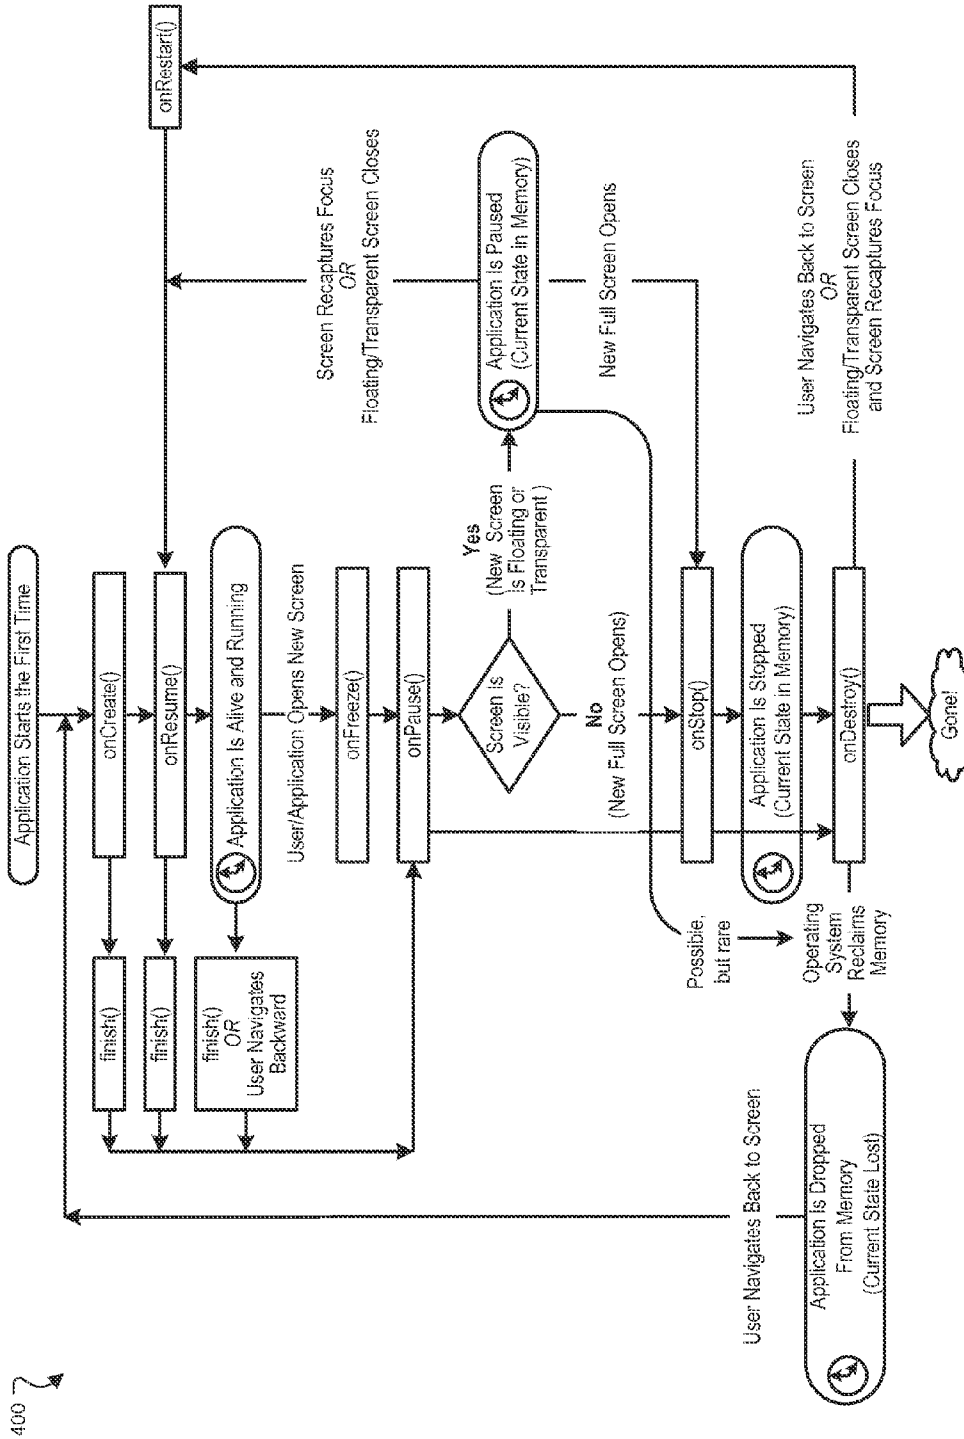 400
Application Starts the First Time
onCreate()
finish()
onResume()
finish()
onRestart()
Application Is Alive and Running
finish()
OR
User Navigates
Backward
User/Application Opens New Screen
onFreeze()
onPause()
Screen Is
Visible?
Yes
(New Screen
is Floating or
Transparent )
Application Is Paused
(Current State in Memory)
Screen Recaptures Focus
OR
Floating/Transparent Screen Closes
New Full Screen Opens
No
(New Full Screen Opens)
onStop()
Possible,
but rare
Application Is Stopped
(Current State in Memory)
User Navigates Back to Screen
OR
Floating/Transparent Screen Closes
and Screen Recaptures Focus
onDestroy()
Operating
System
Reclaims
Memory
User Navigates Back to Screen
Application Is Dropped
From Memory
(Current State Lost)
Gone!